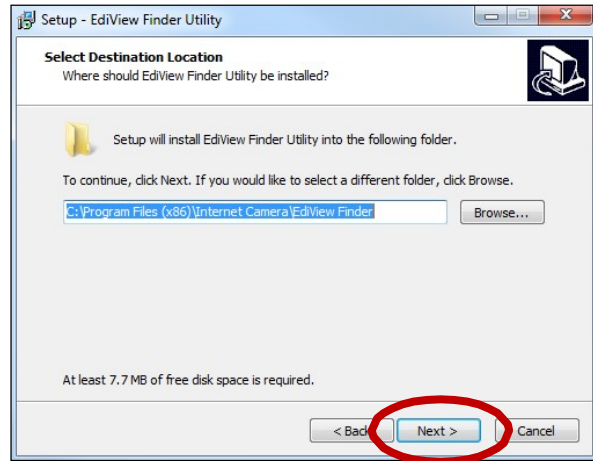 Setup - EdiView Finder Utility
Select Destination Location
Where should EdiView Finder Utility be installed?
Setup will install EdiView Finder Utility into the following folder.
To continue, click Next. If you would like to select a different folder, click Browse.
C:\Program Files (x86)\Internet Camera\EdiView Finder
Browse...
At least 7.7 MB of free disk space is required.
< Back
Next >
Cancel